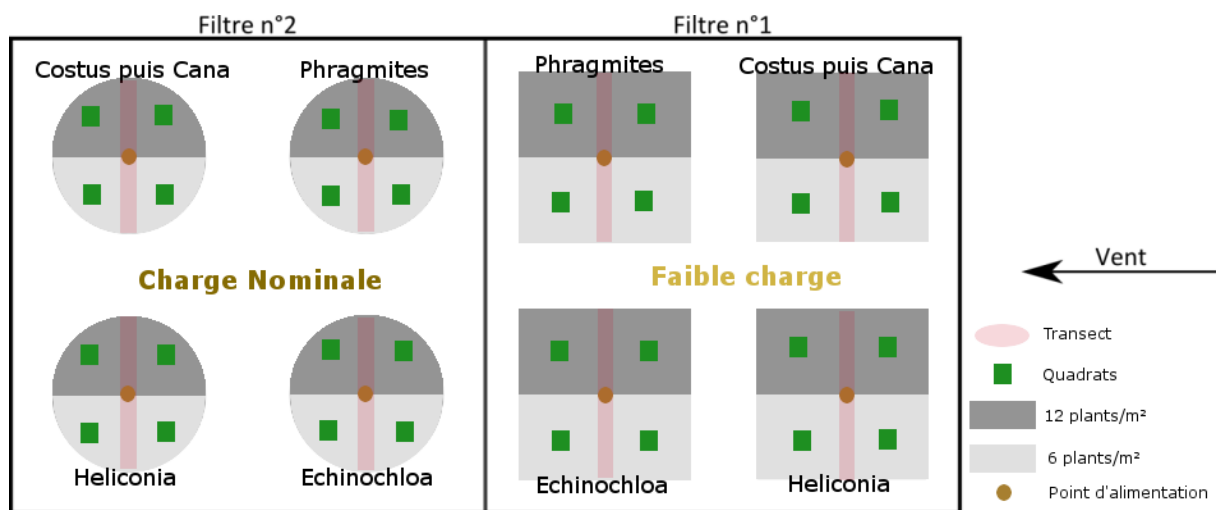 Filtre n°2
Filtre n°1
Costus puis Cana
Phragmites
Phragmites
Costus puis Cana
Charge Nominale
Faible charge
Vent
Transect
Quadrats
12 plants/m²
6 plants/m²
Point d'alimentation
Heliconia
Echinochloa
Echinochloa
Heliconia